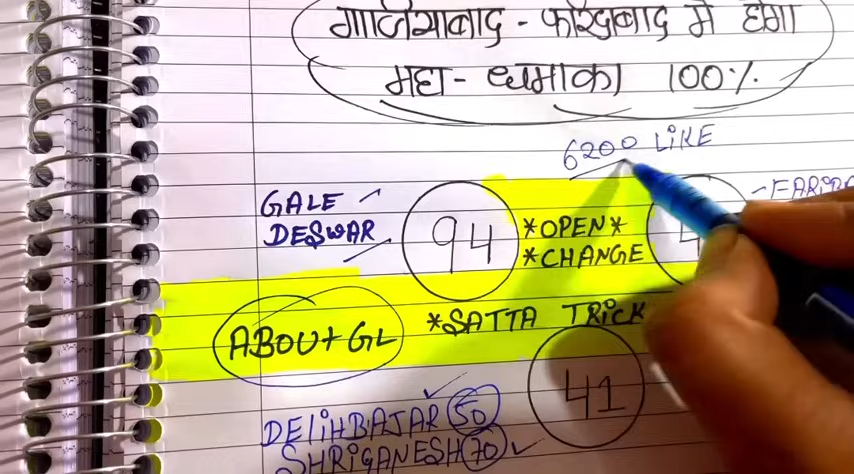 गाजियाबाद - फरिदाबाद मे होगा
महा - धमाका 100%.
6200 LiKE
GALE
DESWAR
94
*OPEN*
*CHANGE
*SATTA TRiCK
ABOUt GL
41
DELiHBAJAR 50
SHRiGANESH 70